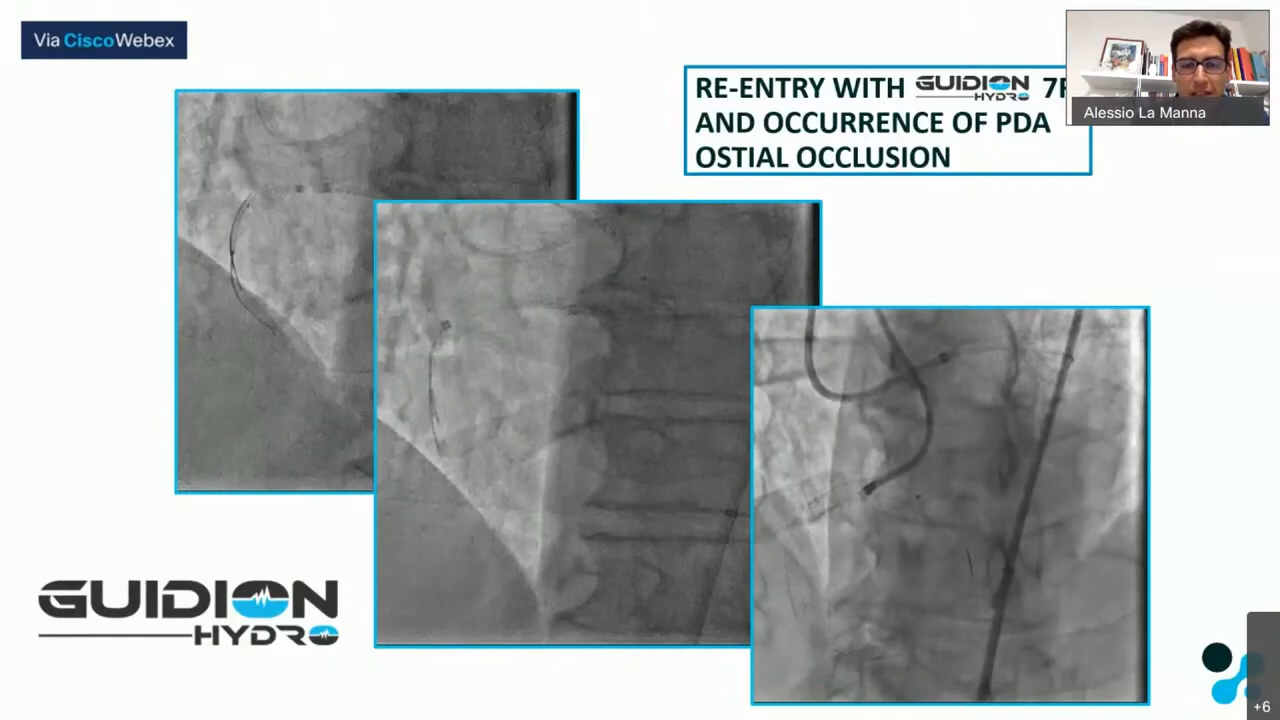 Via CiscoWebex
RE-ENTRY WITH GUIDION HYDRO 7F
AND OCCURRENCE OF PDA
OSTIAL OCCLUSION
Alessio La Manna
GUIDION
HYDRO
+6